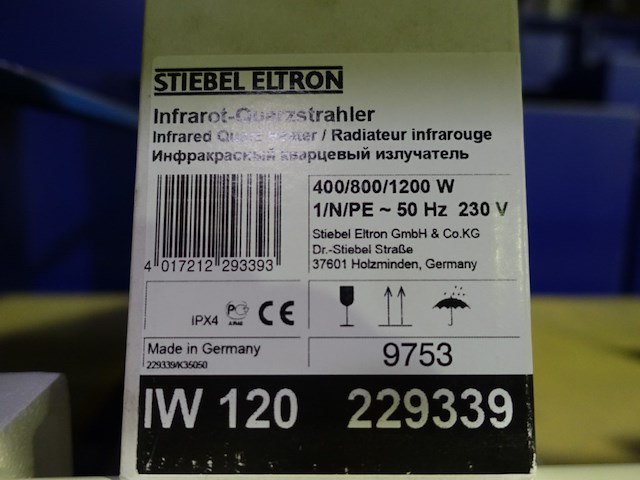 STIEBEL ELTRON
Infrarot-Quarzstrahler
Infrared Quartz Heater / Radiateur infrarouge
Инфракрасный кварцевый излучатель
400/800/1200 W
1/N/PE ~ 50 Hz 230 V
Stiebel Eltron GmbH & Co.KG
Dr.-Stiebel Straße
37601 Holzminden, Germany
4 017212 293393
IPX4 CE
Made in Germany
229339/K35050
9753
IW 120 229339